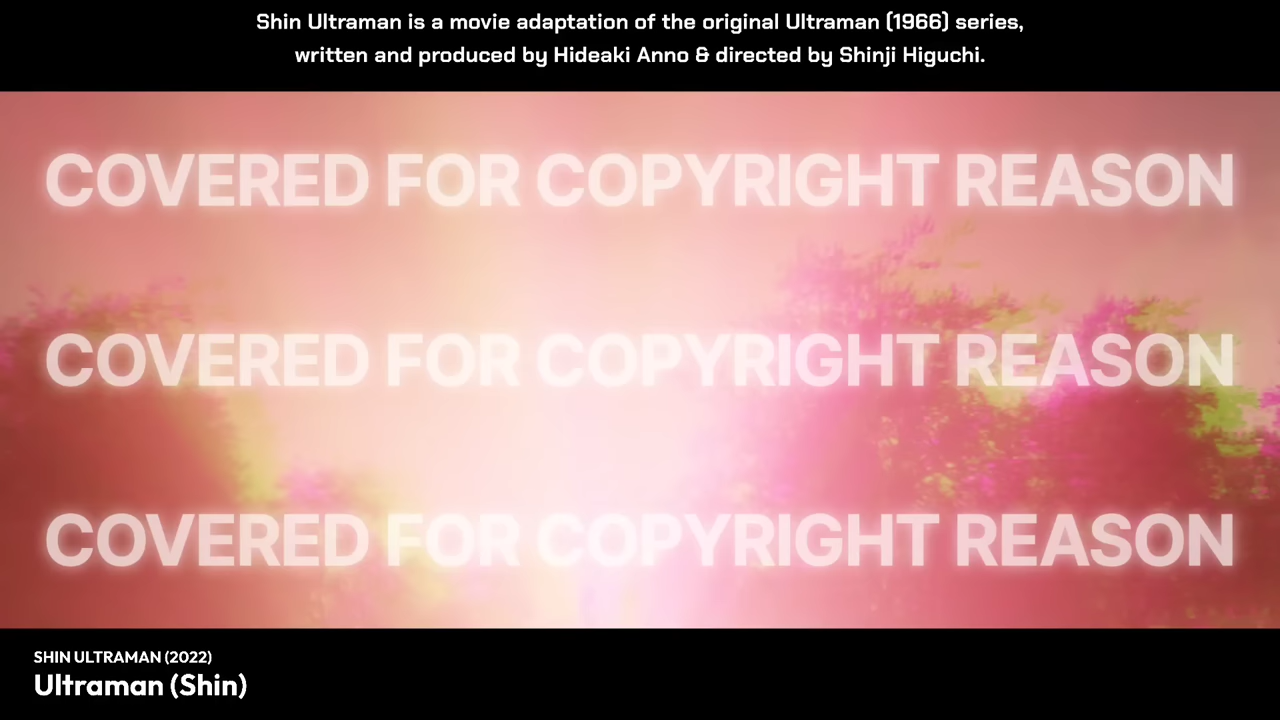 Shin Ultraman is a movie adaptation of the original Ultraman (1966) series,
written and produced by Hideaki Anno & directed by Shinji Higuchi.
COVERED FOR COPYRIGHT REASON
COVERED FOR COPYRIGHT REASON
COVERED FOR COPYRIGHT REASON
SHIN ULTRAMAN (2022)
Ultraman (Shin)